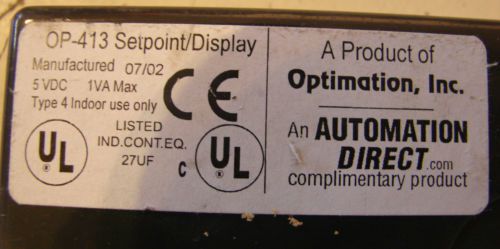 OP-413 Setpoint/Display
Manufactured 07/02
5 VDC 1VA Max
Type 4 Indoor use only
CE
UL
LISTED
IND.CONT.EQ.
27UF
C UL
A Product of
Optimation, Inc.
An AUTOMATION
DIRECT.com
complimentary product